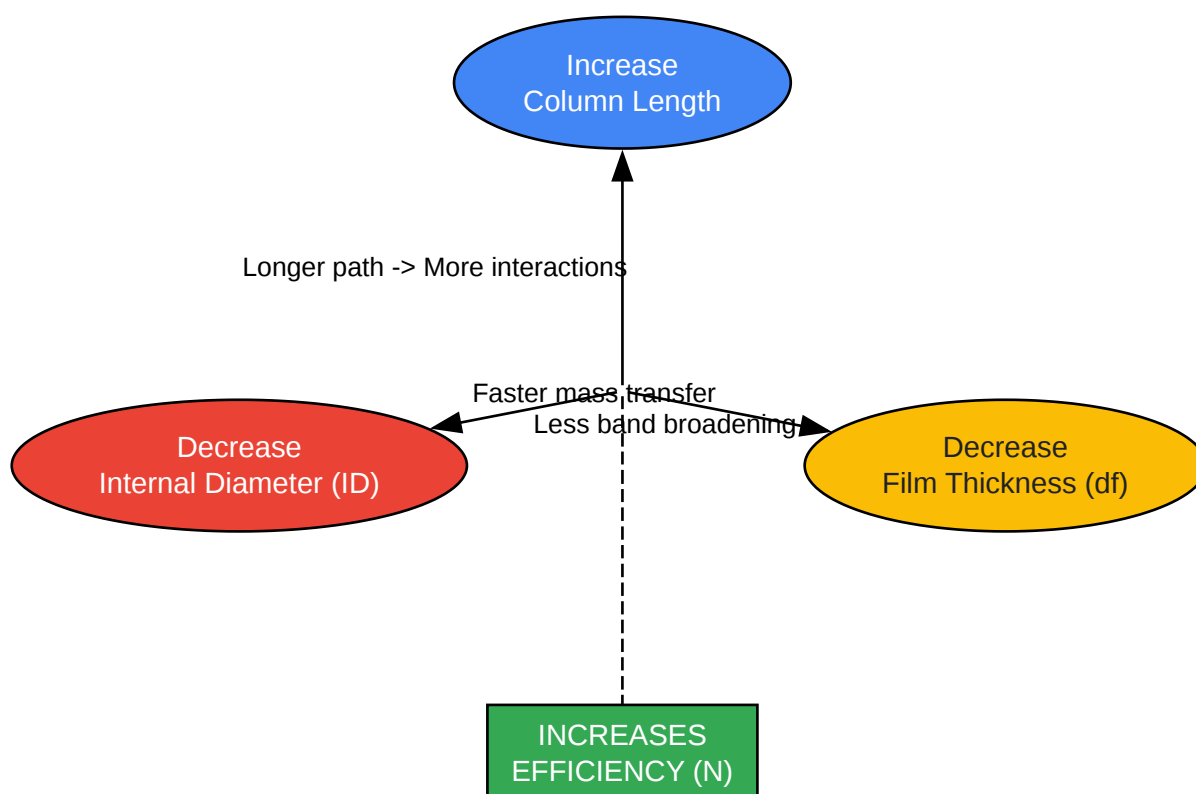 Increase
Column Length
Longer path -> More interactions
Faster mass transfer
Less band broadening
Decrease
Internal Diameter (ID)
Decrease
Film Thickness (df)
INCREASES
EFFICIENCY (N)